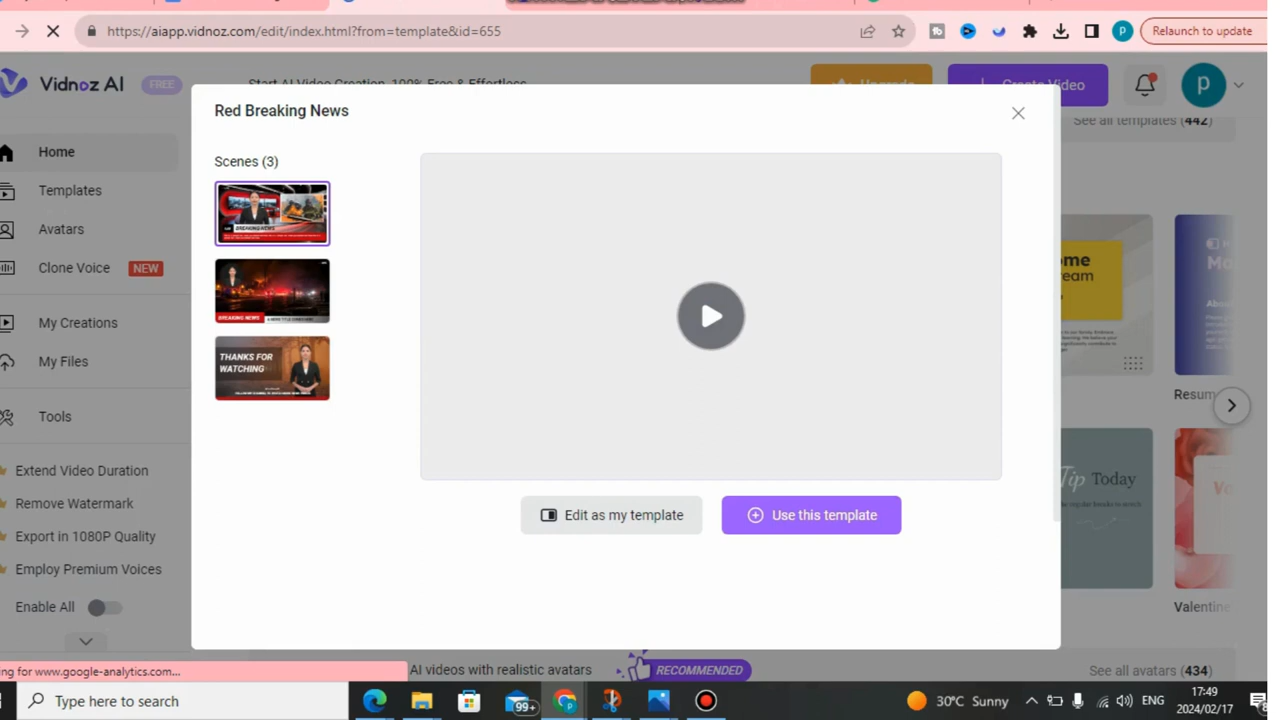 https://aiapp.vidnoz.com/edit/index.html?from=template&id=655
P
Relaunch to update
Vidnoz AI
FREE
Start AI Video Creation, 100% Free & Effortless
Upgrade
Create Video
P
See all templates (442)
Home
Templates
Avatars
Clone Voice NEW
My Creations
My Files
Tools
Extend Video Duration
Remove Watermark
Export in 1080P Quality
Employ Premium Voices
Enable All
Red Breaking News
Scenes (3)
BREAKING NEWS
BREAKING NEWS
THANKS FOR
WATCHING
Edit as my template
Use this template
ome
ream
Resum
Tip Today
Valentine
ng for www.google-analytics.com...
AI videos with realistic avatars
RECOMMENDED
See all avatars (434)
Type here to search
99+
30°C Sunny
ENG
17:49
2024/02/17